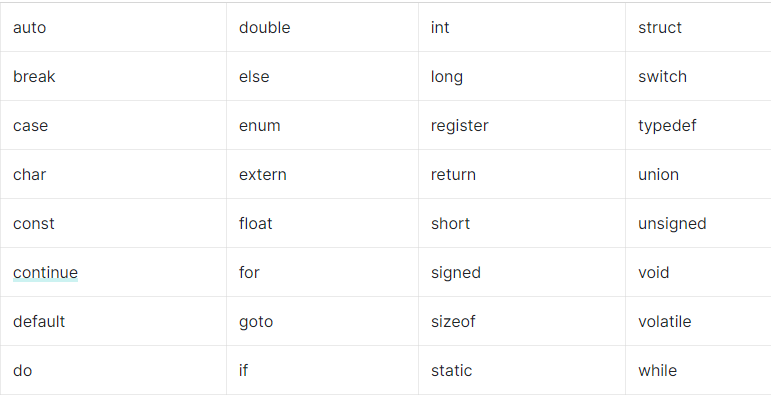 auto double int struct
break else long switch
case enum register typedef
char extern return union
const float short unsigned
continue for signed void
default goto sizeof volatile
do if static while